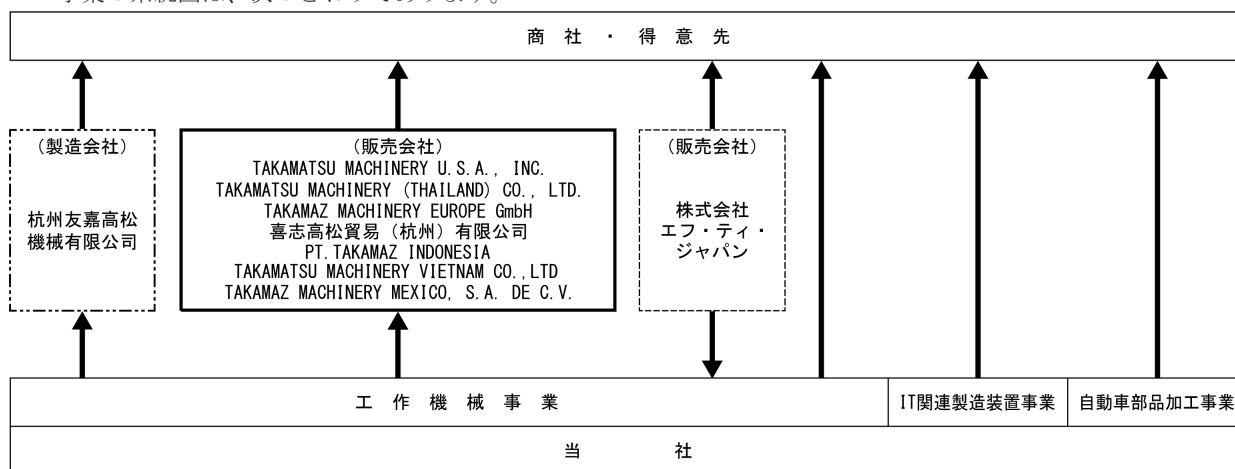 事業の系統図は、次のとおりであります。
商社・得意先
（製造会社）
杭州友嘉高松
機械有限公司
（販売会社）
TAKAMATSU MACHINERY U.S.A., INC.
TAKAMATSU MACHINERY (THAILAND) CO., LTD.
TAKAMAZ MACHINERY EUROPE GmbH
喜志高松貿易（杭州）有限公司
PT.TAKAMAZ INDONESIA
TAKAMATSU MACHINERY VIETNAM CO.,LTD
TAKAMAZ MACHINERY MEXICO, S.A. DE C.V.
（販売会社）
株式会社
エフ・ティ・
ジャパン
工作機械事業
IT関連製造装置事業
自動車部品加工事業
当社